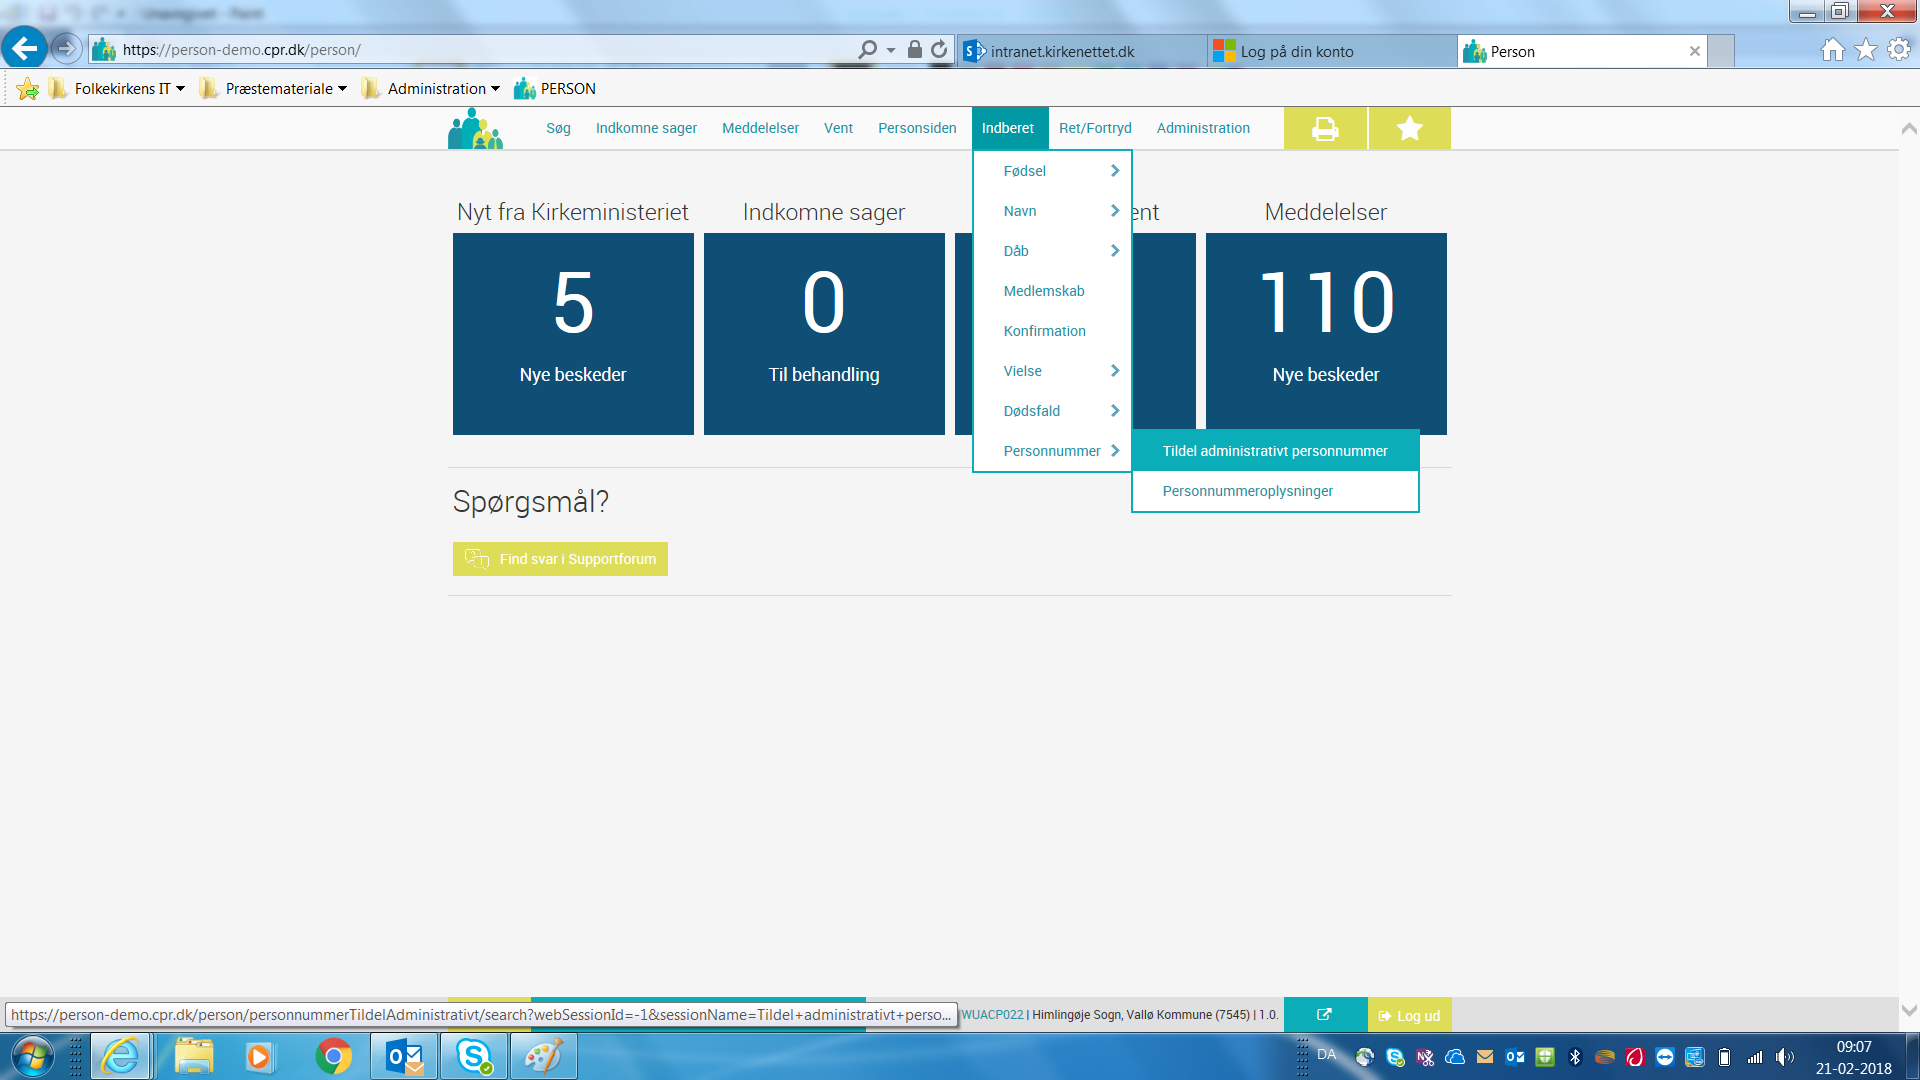 https://person-demo.cpr.dk/person/
intranet.kirkenettet.dk
Log på din konto
Person
Folkekirkens IT
Præstemateriale
Administration
PERSON
Søg
Indkomne sager
Meddelelser
Vent
Personsiden
Indberet
Ret/Fortryd
Administration
Fødsel
Navn
Dåb
Medlemskab
Konfirmation
Vielse
Dødsfald
Personnummer
Tildel administrativt personnummer
Personnummeroplysninger
Nyt fra Kirkeministeriet
5
Nye beskeder
Indkomne sager
0
Til behandling
ent
Meddelelser
110
Nye beskeder
Spørgsmål?
Find svar i Supportforum
https://person-demo.cpr.dk/person/personnummerTildelAdministrativt/search?webSessionId=-1&sessionName=Tildel+administrativt+perso...
WUACP022 | Himlingøje Sogn, Vallø Kommune (7545) | 1.0.
Log ud
DA
09:07
21-02-2018